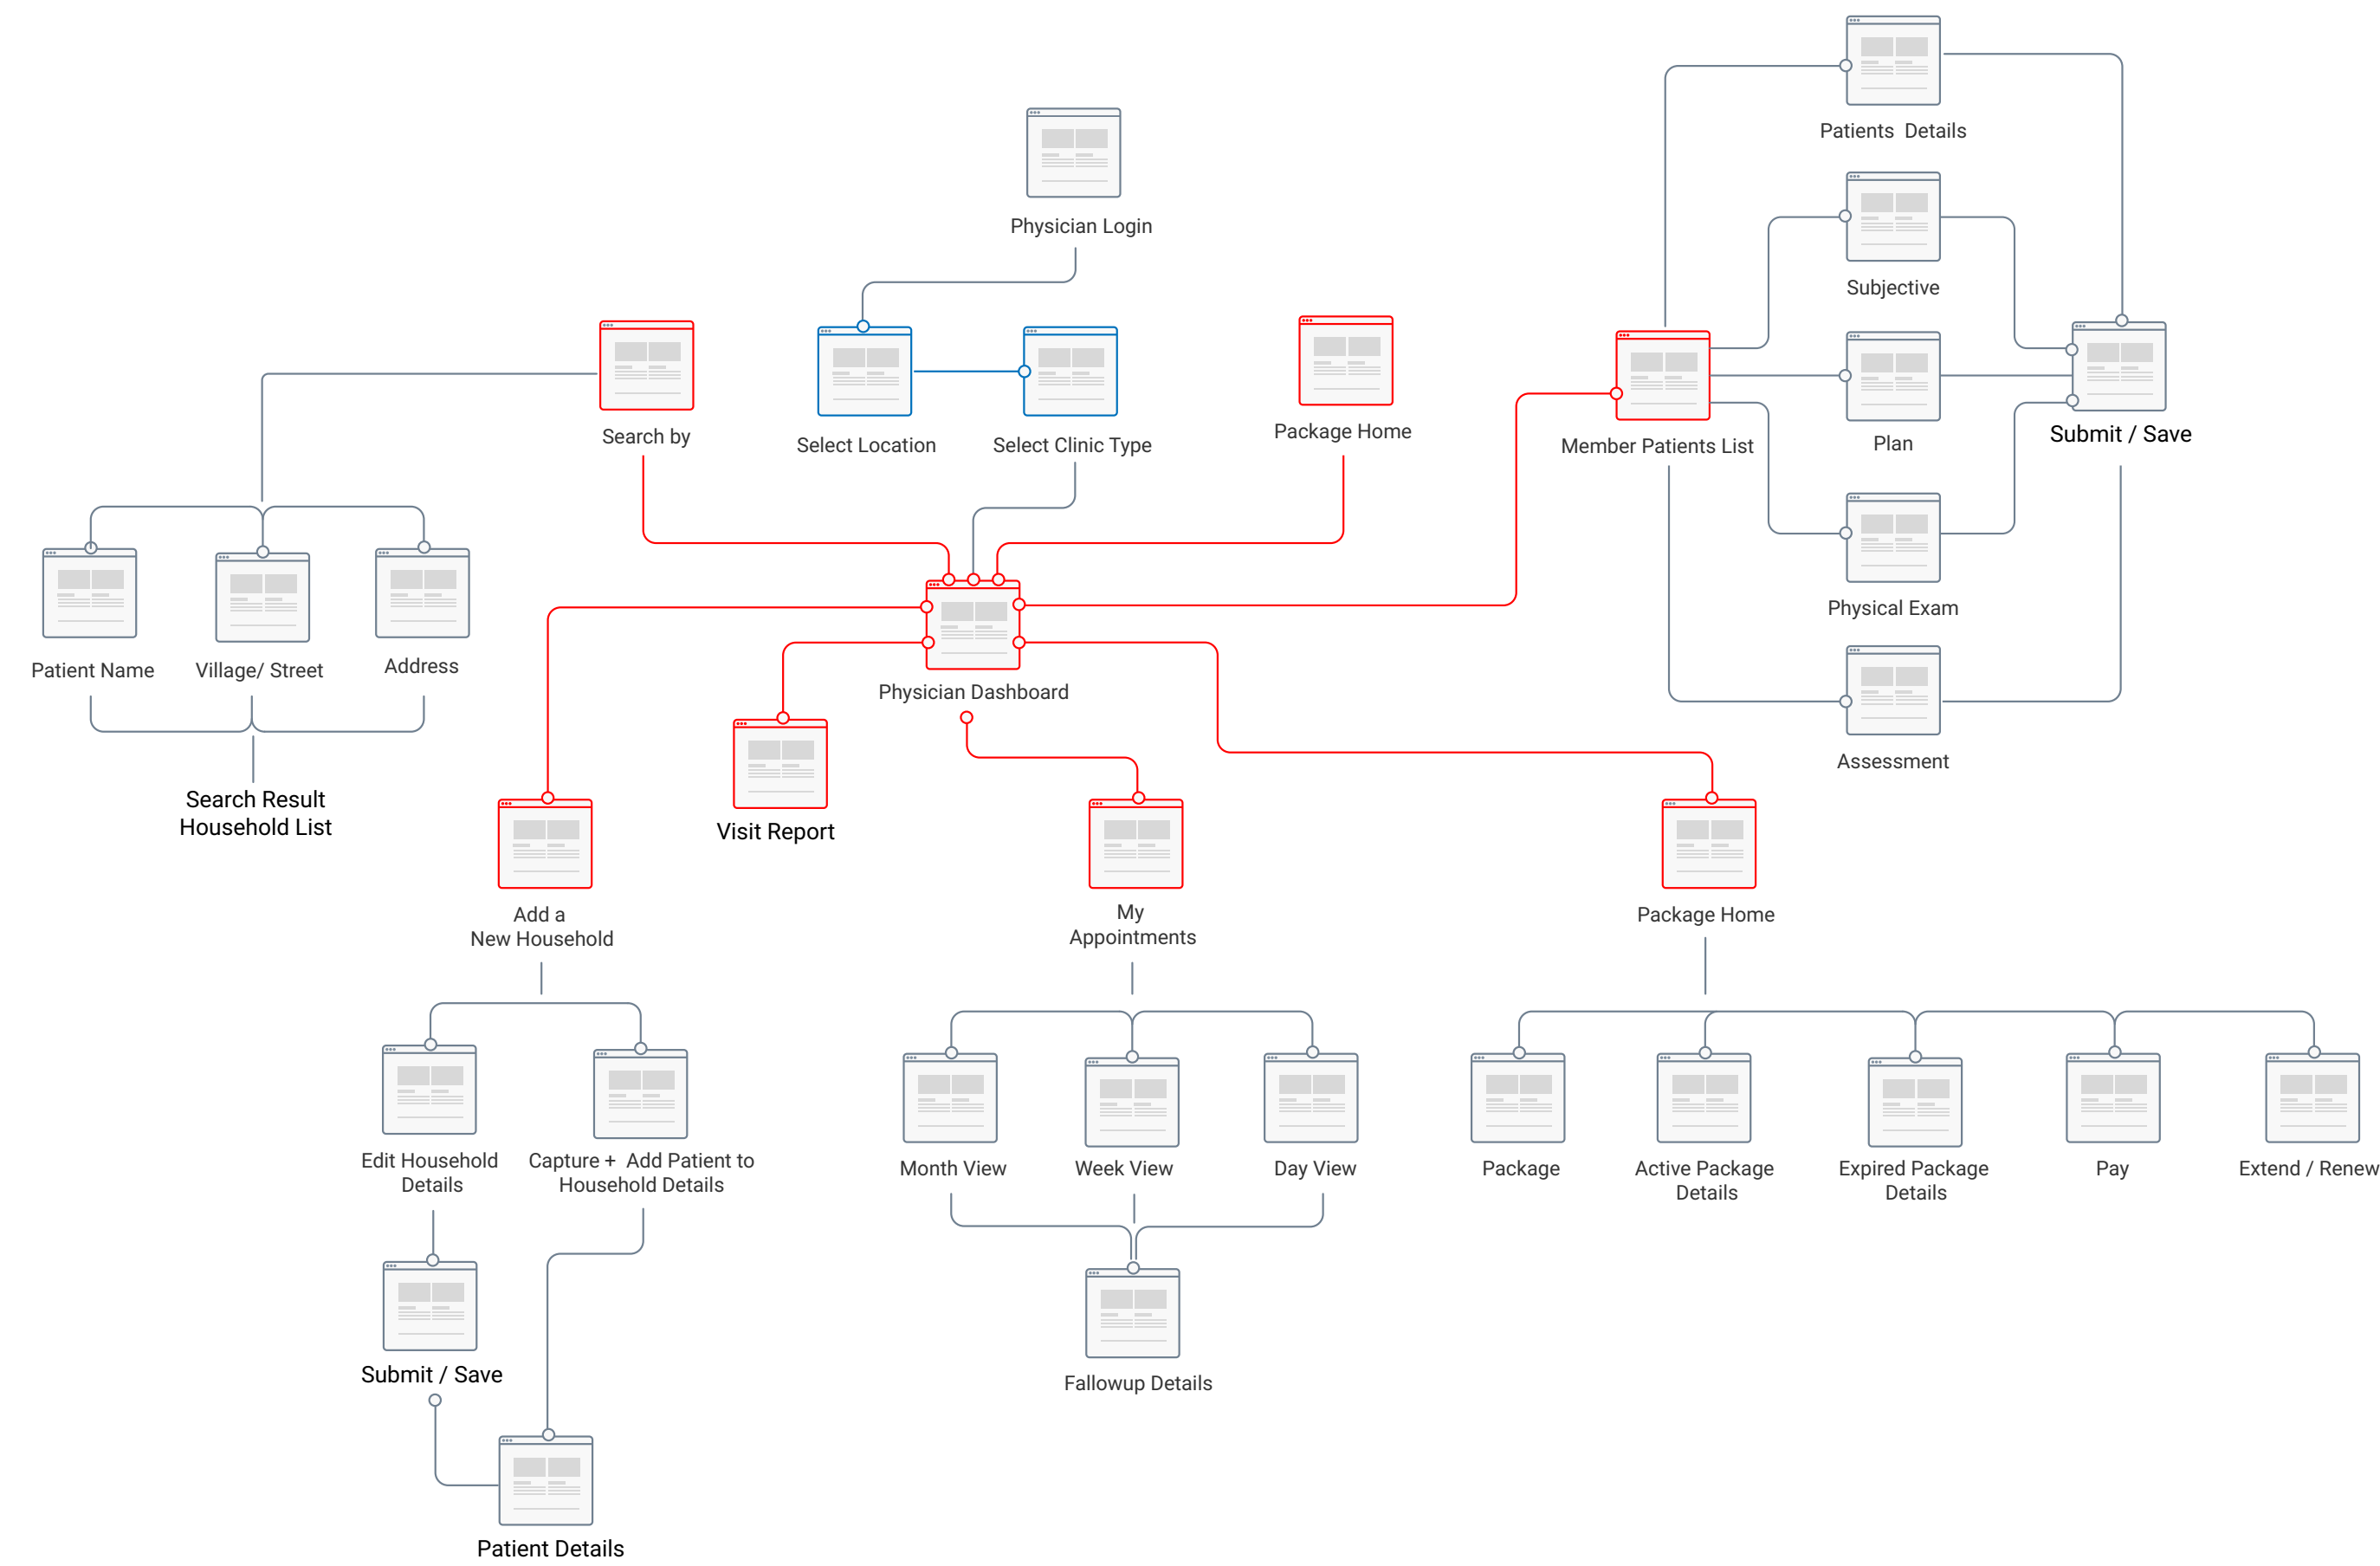 Patients  Details
Physician Login
Subjective
Search by
Select Location
Select Clinic Type
Package Home
Member Patients List
Plan
Submit / Save
Patient Name
Village/ Street
Address
Physician Dashboard
Physical Exam
Assessment
Search Result
Household List
Visit Report
Add a
New Household
My
Appointments
Package Home
Edit Household
Details
Capture +  Add Patient to
Household Details
Month View
Week View
Day View
Package
Active Package
Details
Expired Package
Details
Pay
Extend / Renew
Submit / Save
Fallowup Details
Patient Details